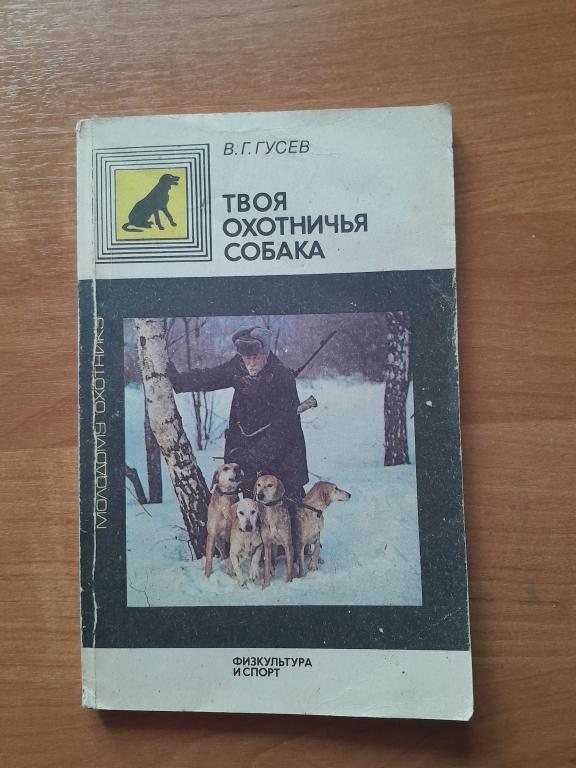 В.Г.ГУСЕВ
ТВОЯ
ОХОТНИЧЬЯ
СОБАКА
МОЛОДОМУ ОХОТНИКУ
ФИЗКУЛЬТУРА
И СПОРТ